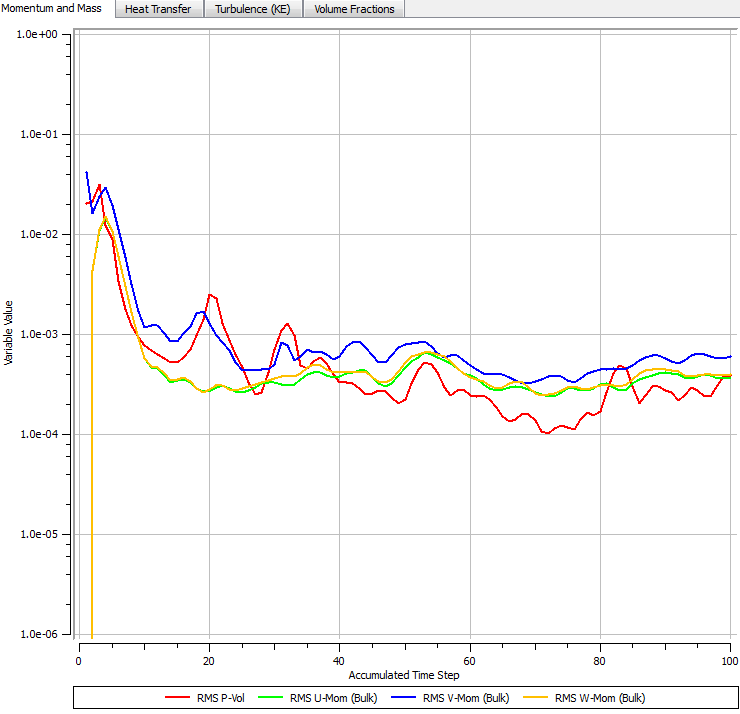 Momentum and Mass Heat Transfer Turbulence (KE) Volume Fractions
1.0e+00
1.0e-01
1.0e-02
1.0e-03
1.0e-04
1.0e-05
1.0e-06
Variable Value
0 20 40 60 80 100
Accumulated Time Step
RMS P-Vol RMS U-Mom (Bulk) RMS V-Mom (Bulk) RMS W-Mom (Bulk)